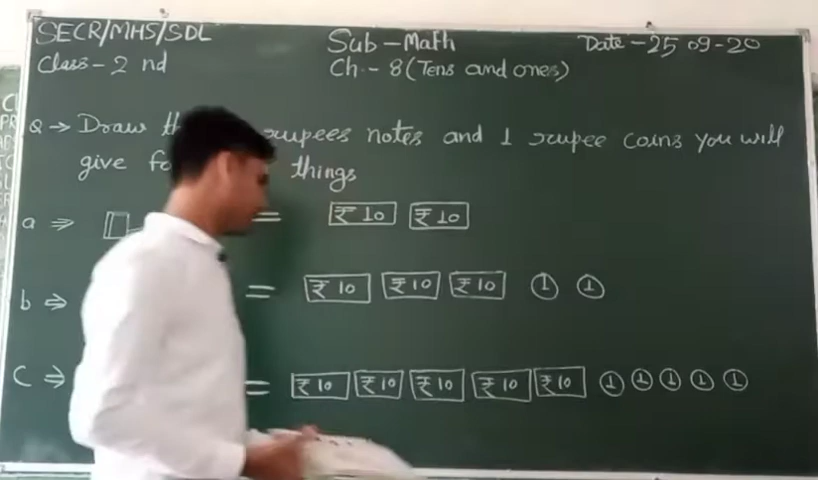 SECR/MHS/SDL
Sub - Math
Date - 25 09-20
Class - 2 nd
Ch. - 8 (Tens and ones)
Q → Draw rupees notes and 1 rupee coins you will
give things
a ⇒ = ₹ 10 ₹ 10
b ⇒ = ₹ 10 ₹ 10 ₹ 10 1 1
C ⇒ = ₹ 10 ₹ 10 ₹ 10 ₹ 10 ₹ 10 1 1 1 1 1